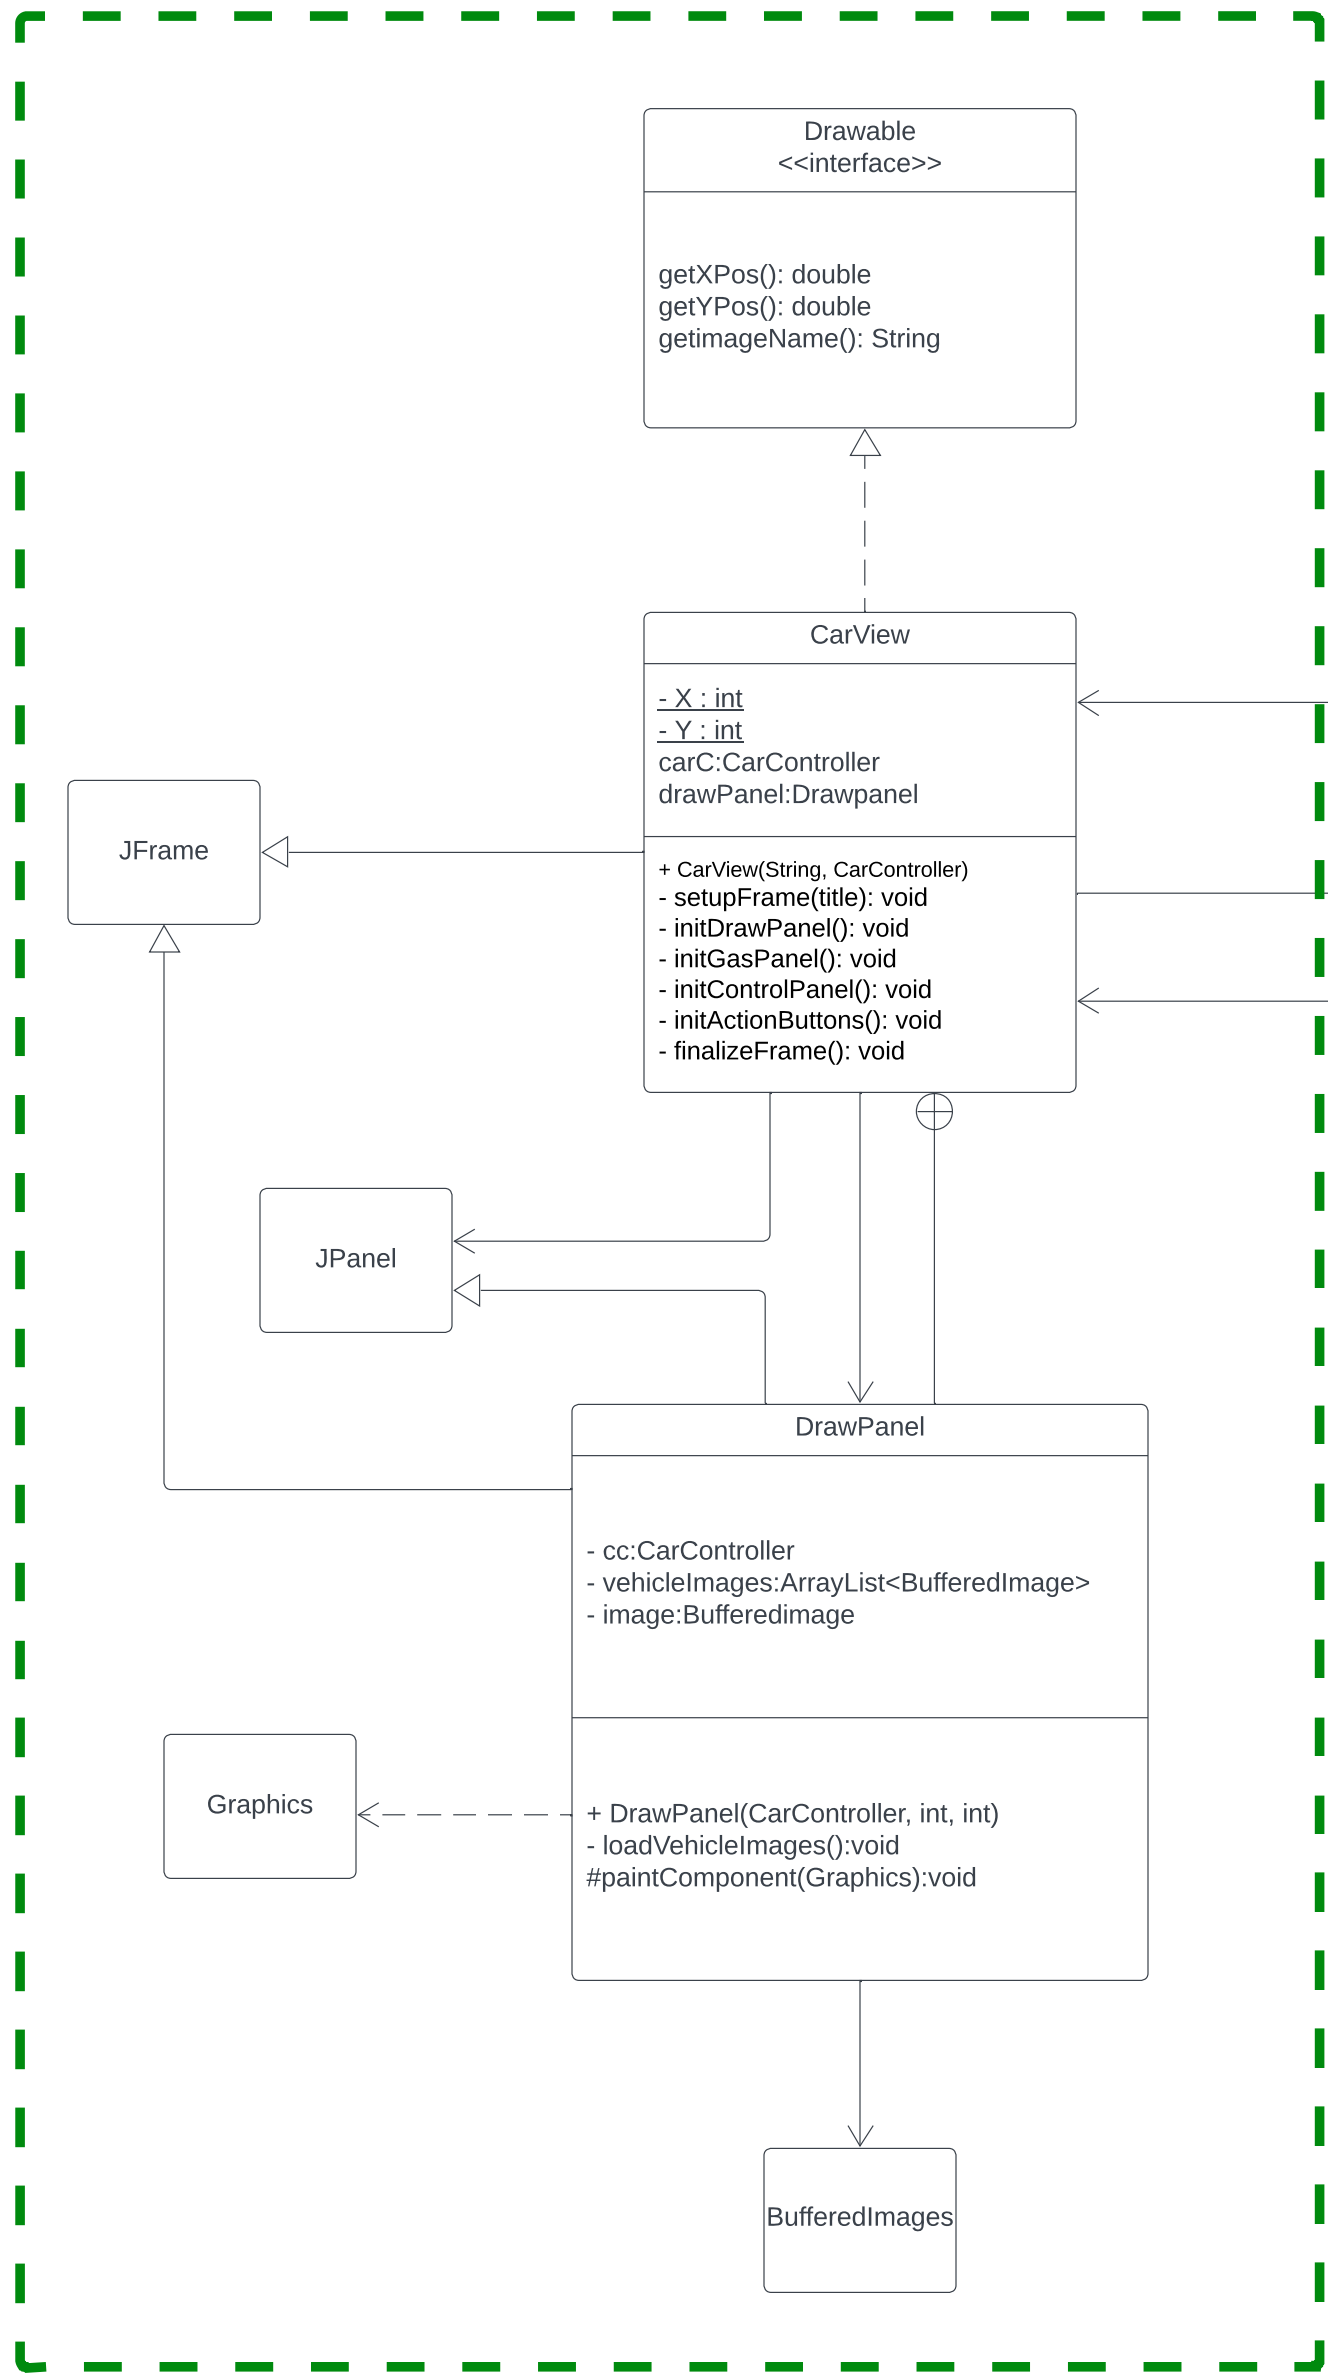 Drawable
<<interface>>
getXPos(): double
getYPos(): double
getimageName(): String
CarView
- X : int
- Y : int
carC:CarController
drawPanel:Drawpanel
JFrame
+ CarView(String, CarController)
- setupFrame(title): void
- initDrawPanel(): void
- initGasPanel(): void
- initControlPanel(): void
- initActionButtons(): void
- finalizeFrame(): void
JPanel
DrawPanel
- cc:CarController
- vehicleImages:ArrayList<BufferedImage>
- image:Bufferedimage
Graphics
+ DrawPanel(CarController, int, int)
- loadVehicleImages():void
#paintComponent(Graphics):void
BufferedImages